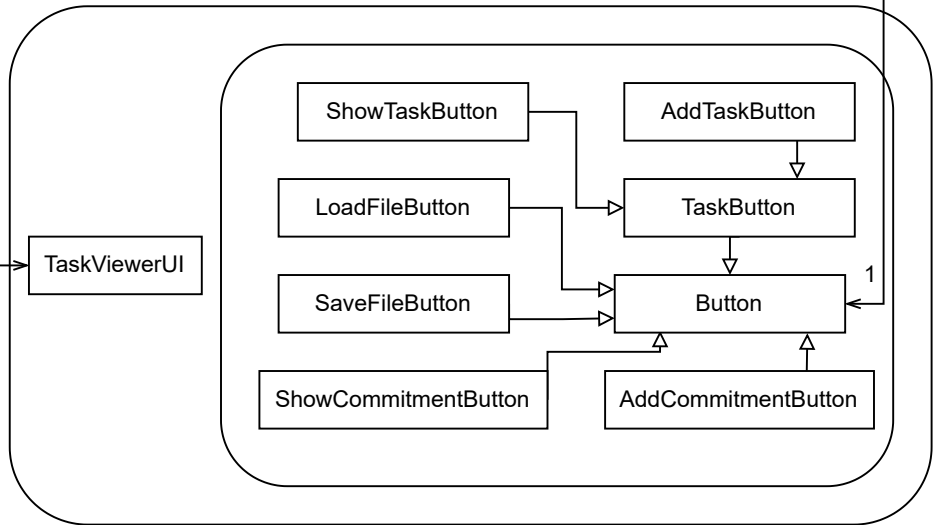 ShowTaskButton
AddTaskButton
LoadFileButton
TaskButton
TaskViewerUI
1
SaveFileButton
Button
ShowCommitmentButton
AddCommitmentButton